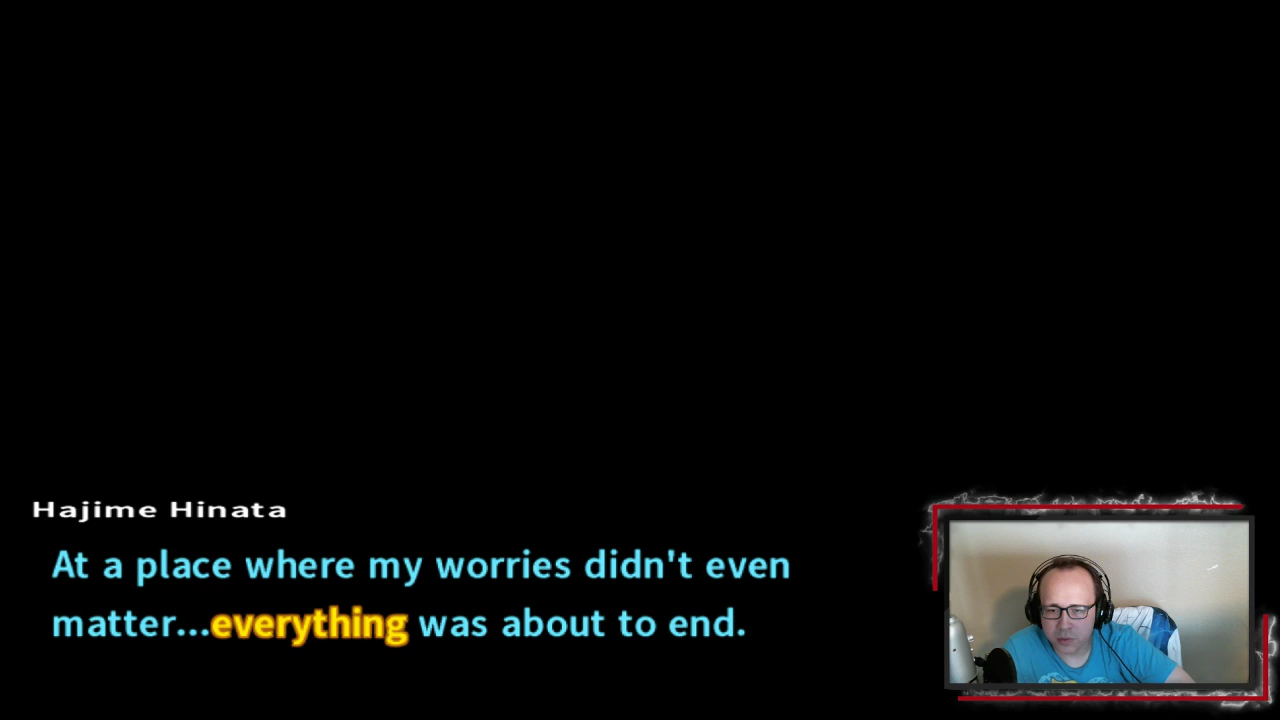 Hajime Hinata
At a place where my worries didn't even
matter...everything was about to end.